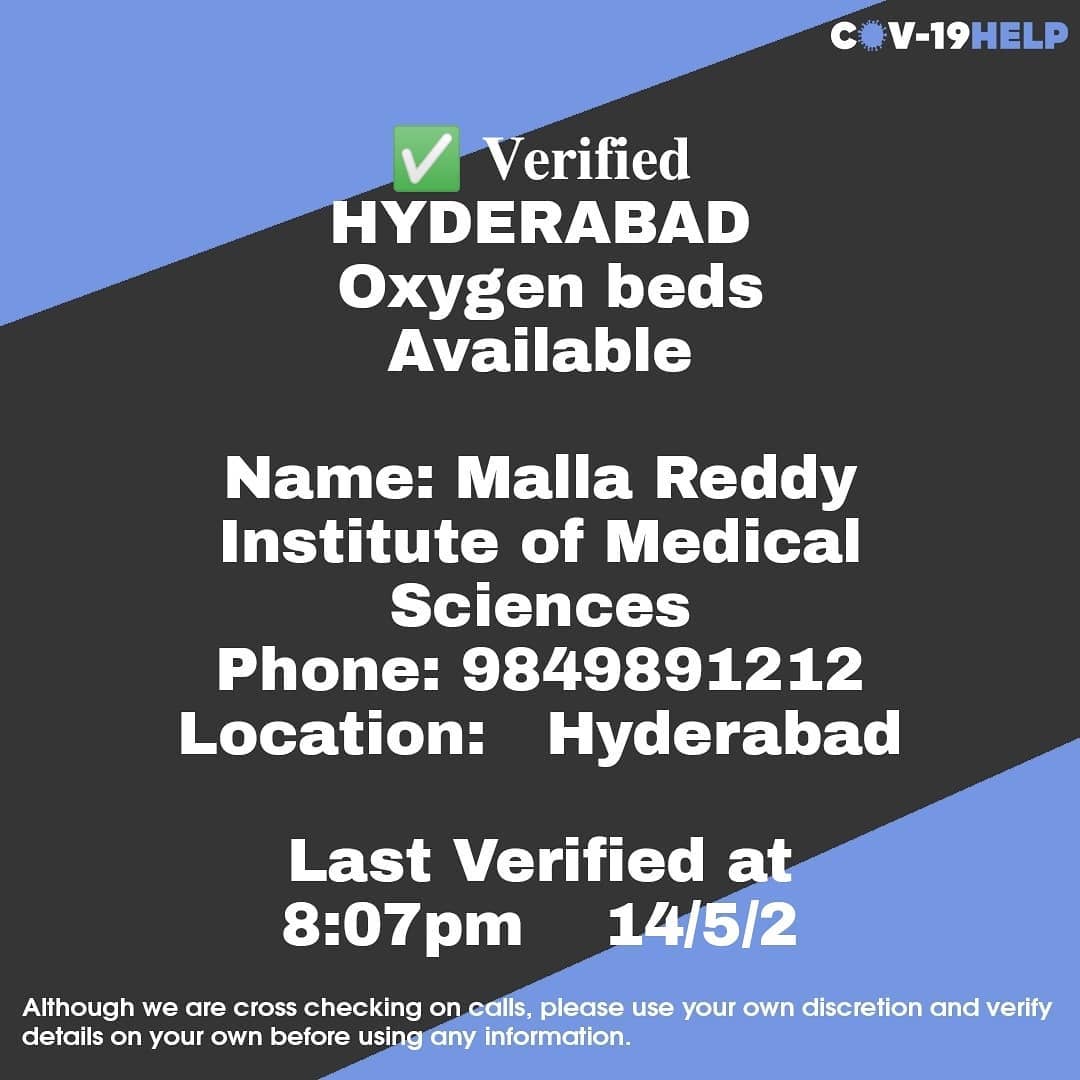 COV-19HELP
✅ Verified
HYDERABAD
Oxygen beds
Available
Name: Malla Reddy
Institute of Medical
Sciences
Phone: 9849891212
Location: Hyderabad
Last Verified at
8:07pm 14/5/2
Although we are cross checking on calls, please use your own discretion and verify
details on your own before using any information.